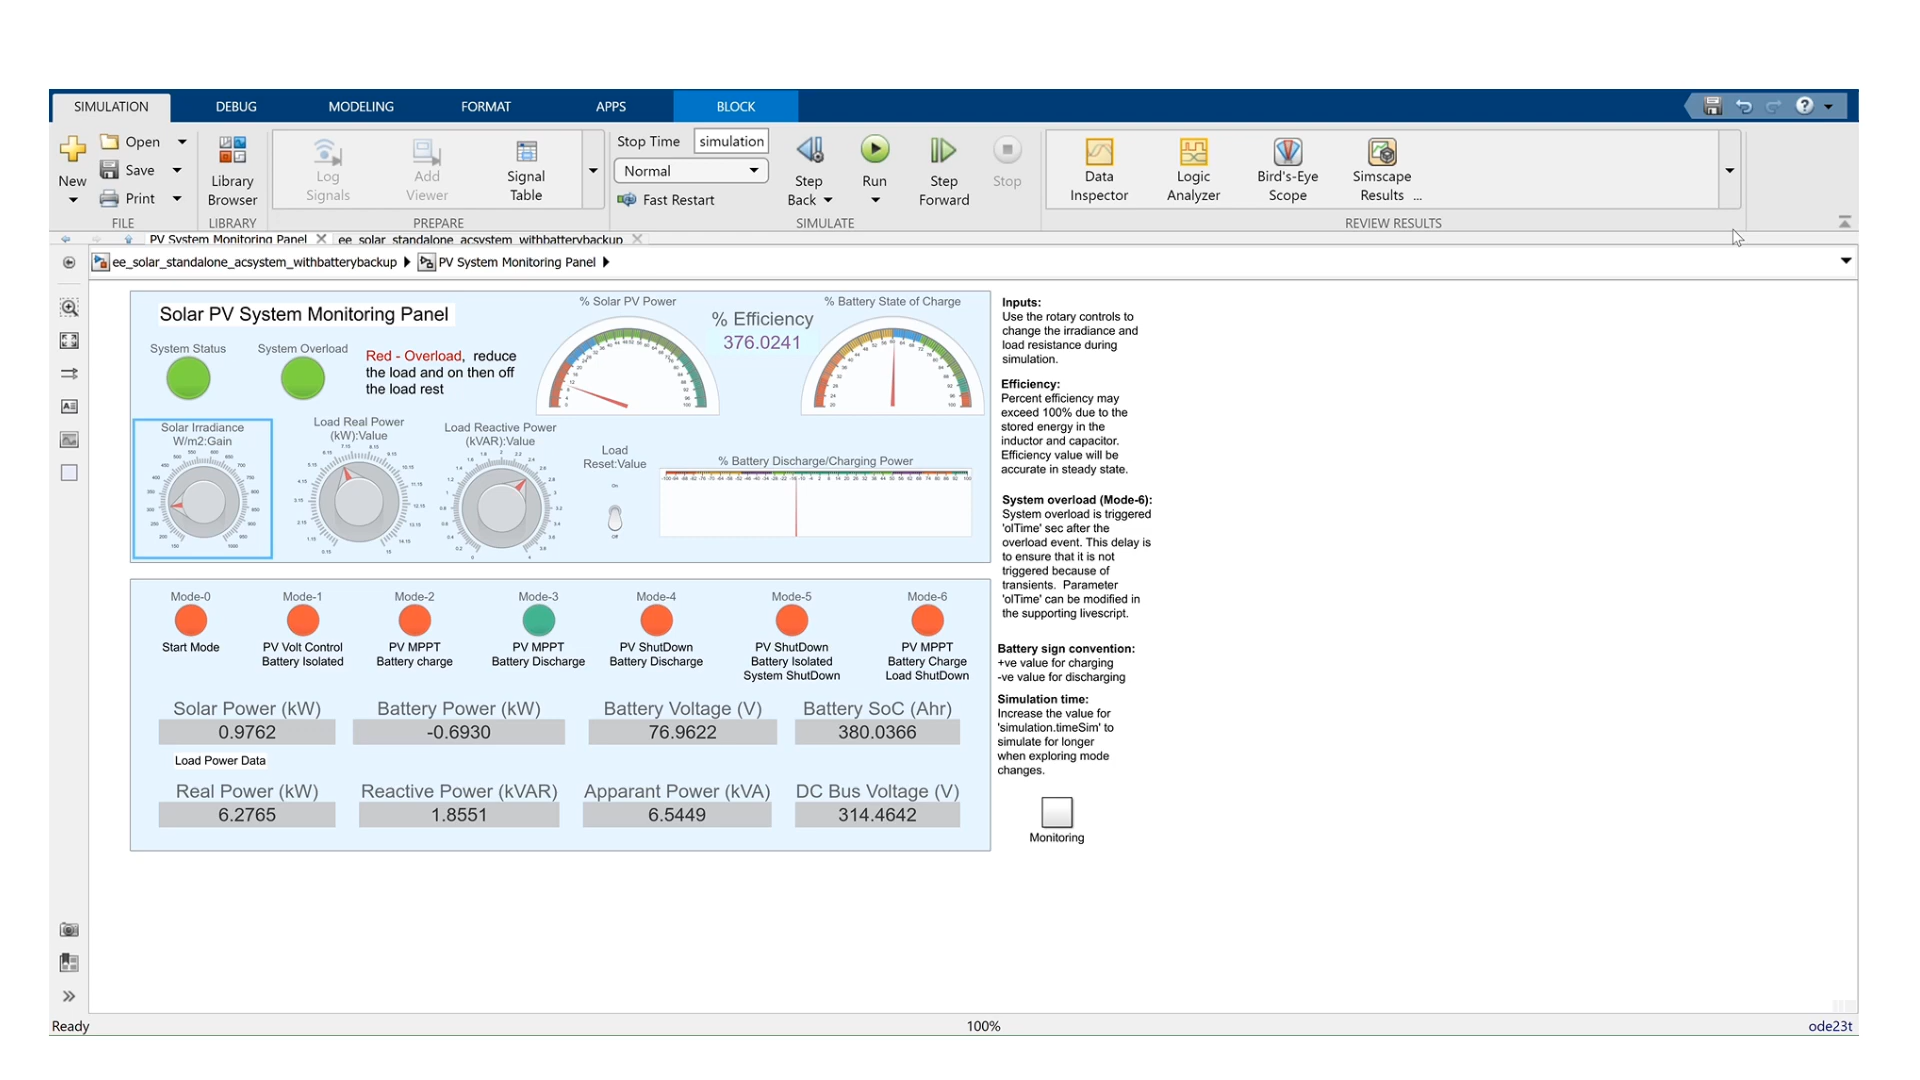 SIMULATION DEBUG MODELING FORMAT APPS BLOCK
New
Open
Save
Print
FILE
Library
Browser
LIBRARY
Log
Signals
Add
Viewer
Signal
Table
PREPARE
Stop Time simulation
Normal
Fast Restart
Step
Back
Run
Step
Forward
Stop
SIMULATE
Data
Inspector
Logic
Analyzer
Bird's-Eye
Scope
Simscape
Results ...
REVIEW RESULTS
PV System Monitoring Panel
ee_solar_standalone_acsystem_withbatterybackup
ee_solar_standalone_acsystem_withbatterybackup
PV System Monitoring Panel
Solar PV System Monitoring Panel
System Status
System Overload
Red - Overload, reduce
the load and on then off
the load rest
% Solar PV Power
% Efficiency
376.0241
% Battery State of Charge
Solar Irradiance
W/m2:Gain
Load Real Power
(kW):Value
Load Reactive Power
(kVAR):Value
Load
Reset:Value
On
Off
% Battery Discharge/Charging Power
Mode-0
Start Mode
Mode-1
PV Volt Control
Battery Isolated
Mode-2
PV MPPT
Battery charge
Mode-3
PV MPPT
Battery Discharge
Mode-4
PV ShutDown
Battery Discharge
Mode-5
PV ShutDown
Battery Isolated
System ShutDown
Mode-6
PV MPPT
Battery Charge
Load ShutDown
Solar Power (kW)
0.9762
Battery Power (kW)
-0.6930
Battery Voltage (V)
76.9622
Battery SoC (Ahr)
380.0366
Load Power Data
Real Power (kW)
6.2765
Reactive Power (kVAR)
1.8551
Apparant Power (kVA)
6.5449
DC Bus Voltage (V)
314.4642
Inputs:
Use the rotary controls to
change the irradiance and
load resistance during
simulation.
Efficiency:
Percent efficiency may
exceed 100% due to the
stored energy in the
inductor and capacitor.
Efficiency value will be
accurate in steady state.
System overload (Mode-6):
System overload is triggered
'olTime' sec after the
overload event. This delay is
to ensure that it is not
triggered because of
transients. Parameter
'olTime' can be modified in
the supporting livescript.
Battery sign convention:
+ve value for charging
-ve value for discharging
Simulation time:
Increase the value for
'simulation.timeSim' to
simulate for longer
when exploring mode
changes.
Monitoring
Ready
100%
ode23t